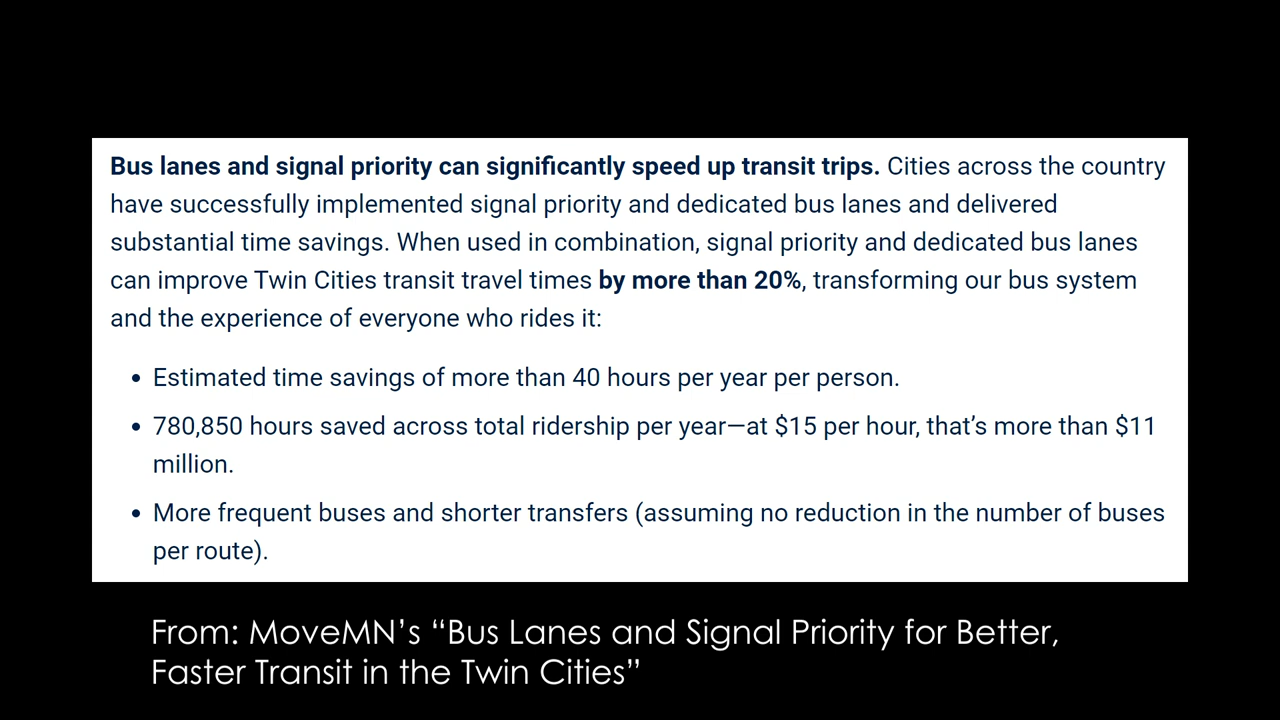 Bus lanes and signal priority can significantly speed up transit trips. Cities across the country
have successfully implemented signal priority and dedicated bus lanes and delivered
substantial time savings. When used in combination, signal priority and dedicated bus lanes
can improve Twin Cities transit travel times by more than 20%, transforming our bus system
and the experience of everyone who rides it:
• Estimated time savings of more than 40 hours per year per person.
• 780,850 hours saved across total ridership per year—at $15 per hour, that’s more than $11
million.
• More frequent buses and shorter transfers (assuming no reduction in the number of buses
per route).
From: MoveMN’s “Bus Lanes and Signal Priority for Better,
Faster Transit in the Twin Cities”